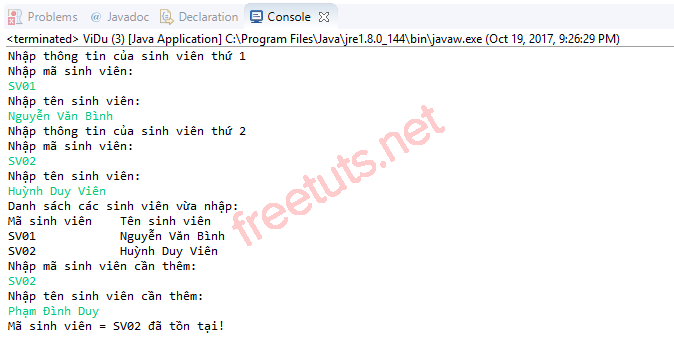 Problems @ Javadoc Declaration Console
<terminated> ViDu (3) [Java Application] C:\Program Files\Java\jre1.8.0_144\bin\javaw.exe (Oct 19, 2017, 9:26:29 PM)
Nhập thông tin của sinh viên thứ 1
Nhập mã sinh viên:
SV01
Nhập tên sinh viên:
Nguyễn Văn Bình
Nhập thông tin của sinh viên thứ 2
Nhập mã sinh viên:
SV02
Nhập tên sinh viên:
Huỳnh Duy Viên
Danh sách các sinh viên vừa nhập:
Mã sinh viên Tên sinh viên
SV01 Nguyễn Văn Bình
SV02 Huỳnh Duy Viên
Nhập mã sinh viên cần thêm:
SV02
Nhập tên sinh viên cần thêm:
Phạm Đình Duy
Mã sinh viên = SV02 đã tồn tại!
freetuts.net